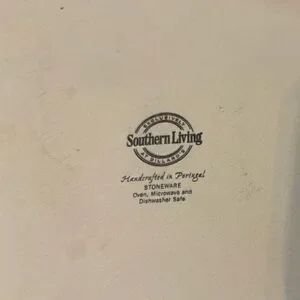 EXCLUSIVELY
Southern Living
AT DILLARD'S
Handcrafted in Portugal
STONEWARE
Oven, Microwave and
Dishwasher Safe